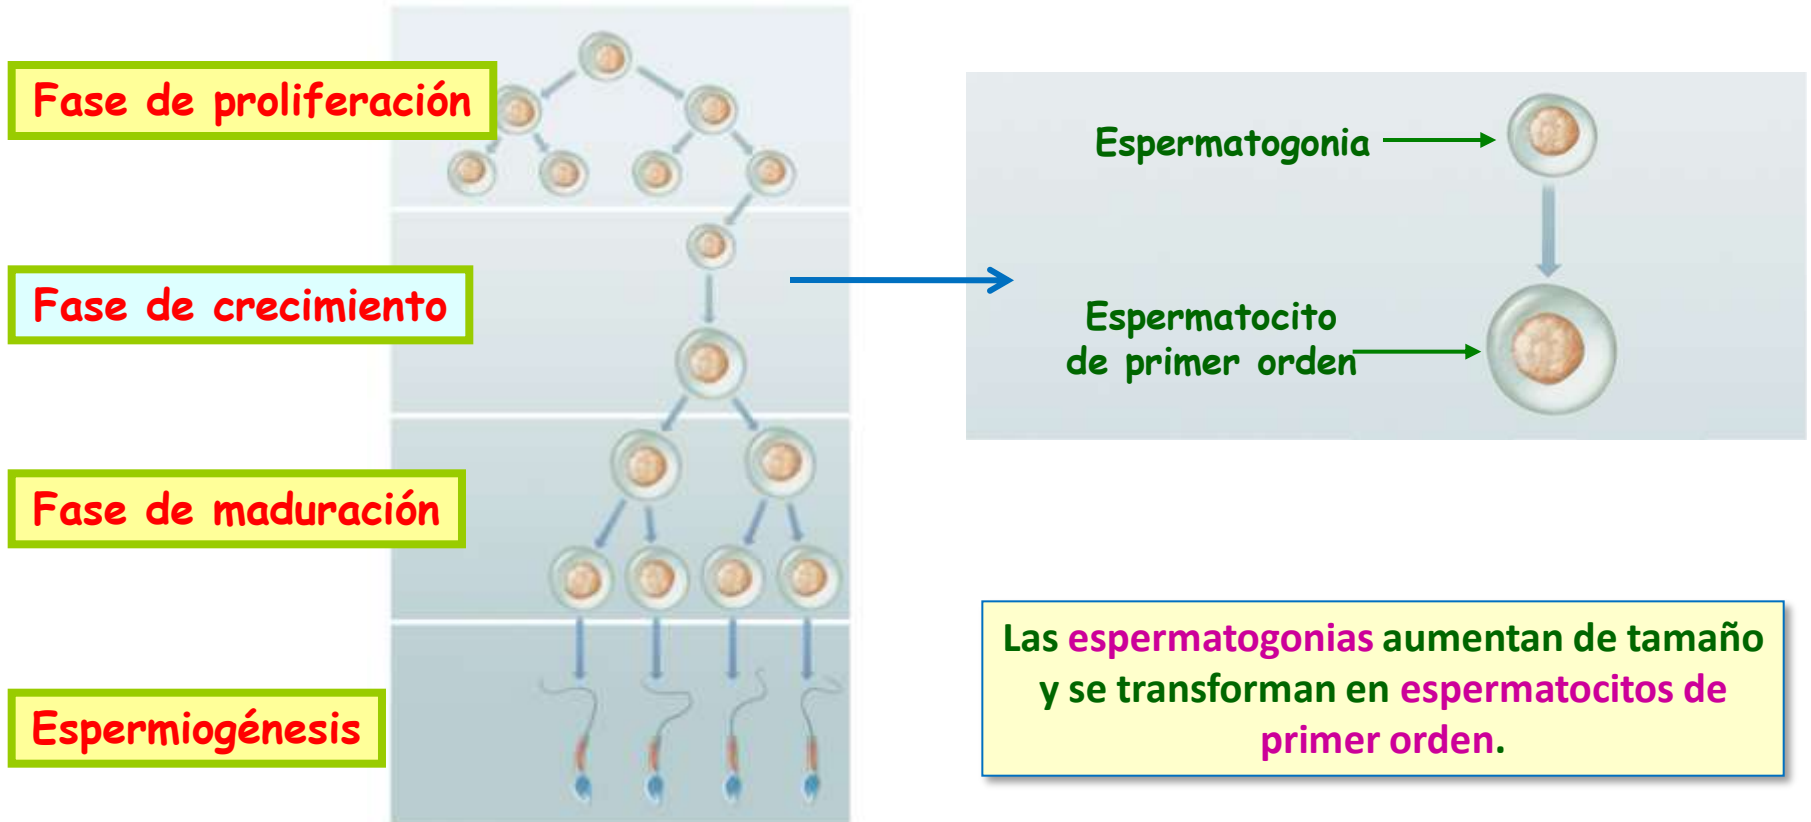 Fase de proliferación
Fase de crecimiento
Fase de maduración
Espermiogénesis
Espermatogonia
Espermatocito
de primer orden
Las espermatogonias aumentan de tamaño
y se transforman en espermatocitos de
primer orden.